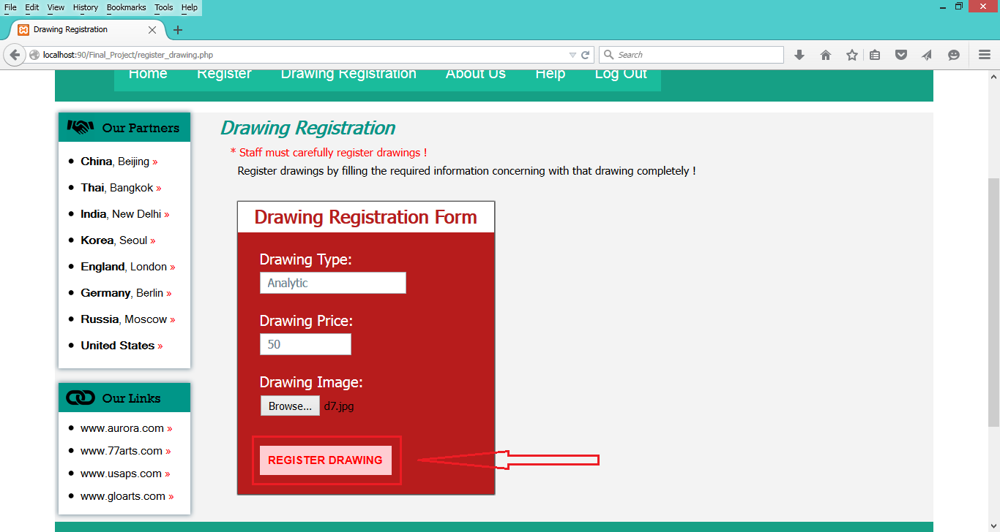 File Edit View History Bookmarks Tools Help
Drawing Registration
localhost:90/Final_Project/register_drawing.php
Search
Home Register Drawing Registration About Us Help Log Out
Our Partners
China, Beijing »
Thai, Bangkok »
India, New Delhi »
Korea, Seoul »
England, London »
Germany, Berlin »
Russia, Moscow »
United States »
Our Links
www.aurora.com »
www.77arts.com »
www.usaps.com »
www.gloarts.com »
Drawing Registration
* Staff must carefully register drawings !
Register drawings by filling the required information concerning with that drawing completely !
Drawing Registration Form
Drawing Type:
Analytic
Drawing Price:
50
Drawing Image:
Browse... d7.jpg
REGISTER DRAWING